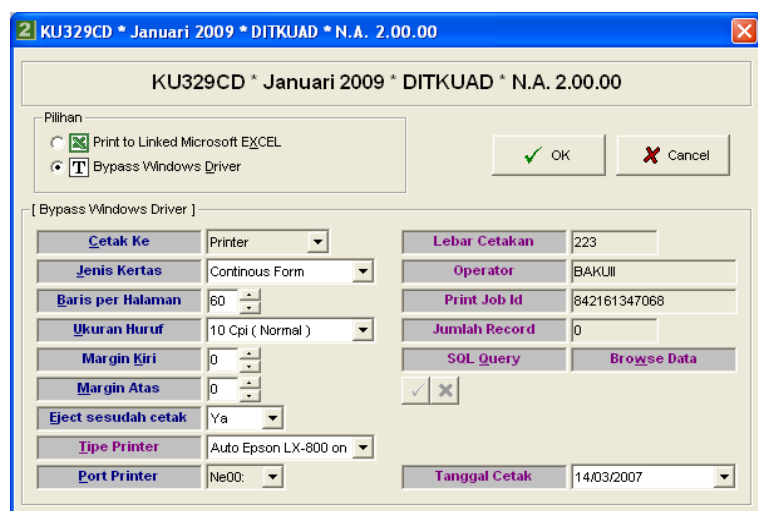 2 KU329CD * Januari 2009 * DITKUAD * N.A. 2.00.00
KU329CD * Januari 2009 * DITKUAD * N.A. 2.00.00
Pilihan
Print to Linked Microsoft EXCEL
T Bypass Windows Driver
OK
Cancel
[ Bypass Windows Driver ]
Cetak Ke Printer
Lebar Cetakan 223
Jenis Kertas Continous Form
Operator BAKUII
Baris per Halaman 60
Print Job Id 842161347068
Ukuran Huruf 10 Cpi ( Normal )
Jumlah Record 0
Margin Kiri 0
SQL Query Browse Data
Margin Atas 0
Eject sesudah cetak Ya
Tipe Printer Auto Epson LX-800 on
Port Printer Ne00:
Tanggal Cetak 14/03/2007